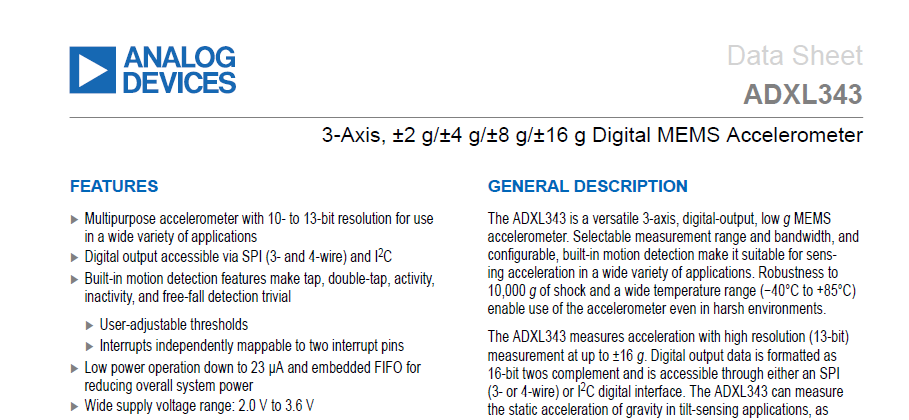 ANALOG
DEVICES
Data Sheet
ADXL343
3-Axis, ±2 g/±4 g/±8 g/±16 g Digital MEMS Accelerometer
FEATURES
▶ Multipurpose accelerometer with 10- to 13-bit resolution for use
in a wide variety of applications
▶ Digital output accessible via SPI (3- and 4-wire) and I²C
▶ Built-in motion detection features make tap, double-tap, activity,
inactivity, and free-fall detection trivial
▶ User-adjustable thresholds
▶ Interrupts independently mappable to two interrupt pins
▶ Low power operation down to 23 μA and embedded FIFO for
reducing overall system power
▶ Wide supply voltage range: 2.0 V to 3.6 V
GENERAL DESCRIPTION
The ADXL343 is a versatile 3-axis, digital-output, low g MEMS
accelerometer. Selectable measurement range and bandwidth, and
configurable, built-in motion detection make it suitable for sens-
ing acceleration in a wide variety of applications. Robustness to
10,000 g of shock and a wide temperature range (−40°C to +85°C)
enable use of the accelerometer even in harsh environments.
The ADXL343 measures acceleration with high resolution (13-bit)
measurement at up to ±16 g. Digital output data is formatted as
16-bit twos complement and is accessible through either an SPI
(3- or 4-wire) or I²C digital interface. The ADXL343 can measure
the static acceleration of gravity in tilt-sensing applications, as